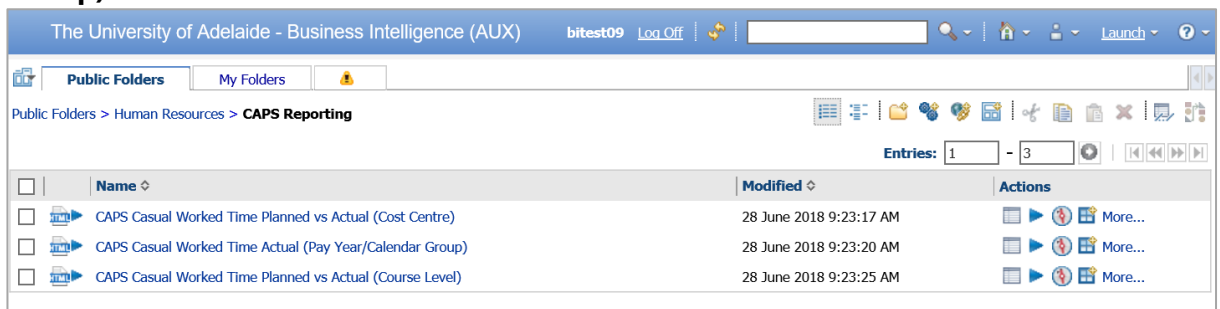 The University of Adelaide - Business Intelligence (AUX) bitest09 Log Off Launch
Public Folders My Folders
Public Folders > Human Resources > CAPS Reporting
Entries: 1 - 3
Name Modified Actions
CAPS Casual Worked Time Planned vs Actual (Cost Centre) 28 June 2018 9:23:17 AM More...
CAPS Casual Worked Time Actual (Pay Year/Calendar Group) 28 June 2018 9:23:20 AM More...
CAPS Casual Worked Time Planned vs Actual (Course Level) 28 June 2018 9:23:25 AM More...